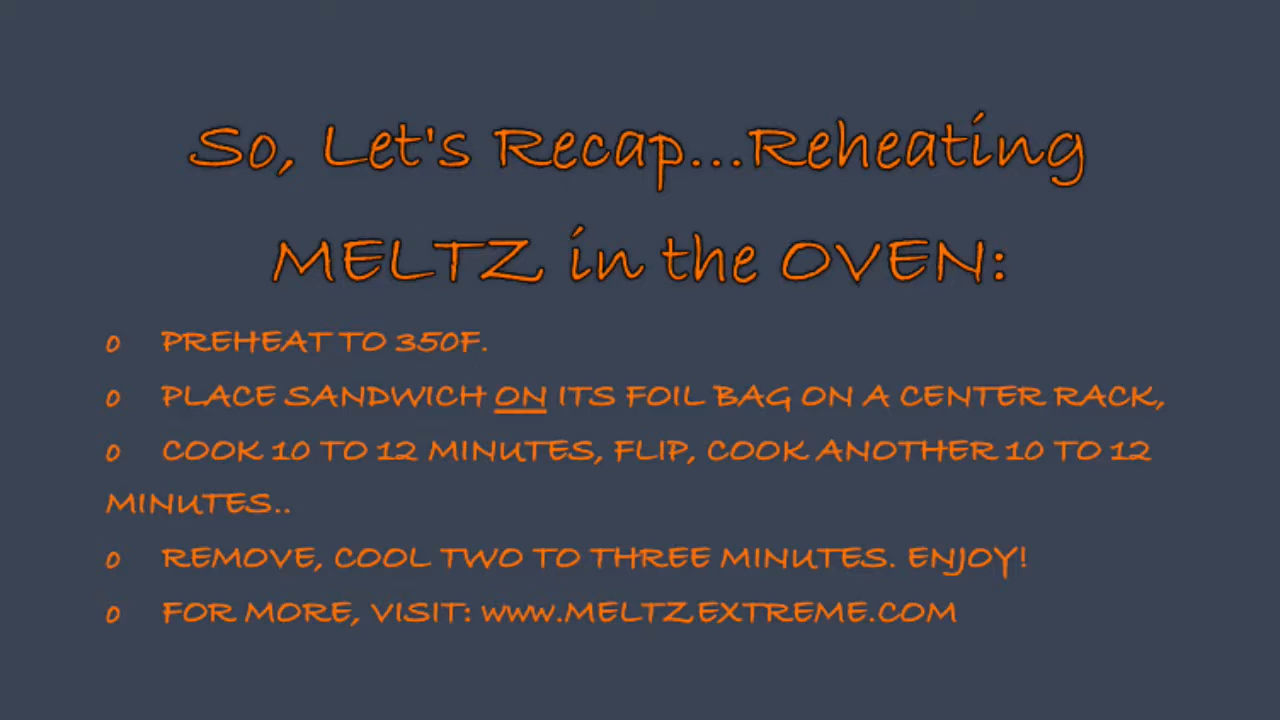 So, Let's Recap...Reheating
MELTZ in the OVEN:
o PREHEAT TO 350F.
o PLACE SANDWICH ON ITS FOIL BAG ON A CENTER RACK,
o COOK 10 TO 12 MINUTES, FLIP, COOK ANOTHER 10 TO 12
MINUTES..
o REMOVE, COOL TWO TO THREE MINUTES. ENJOY!
o FOR MORE, VISIT: www.MELTZEXTREME.COM